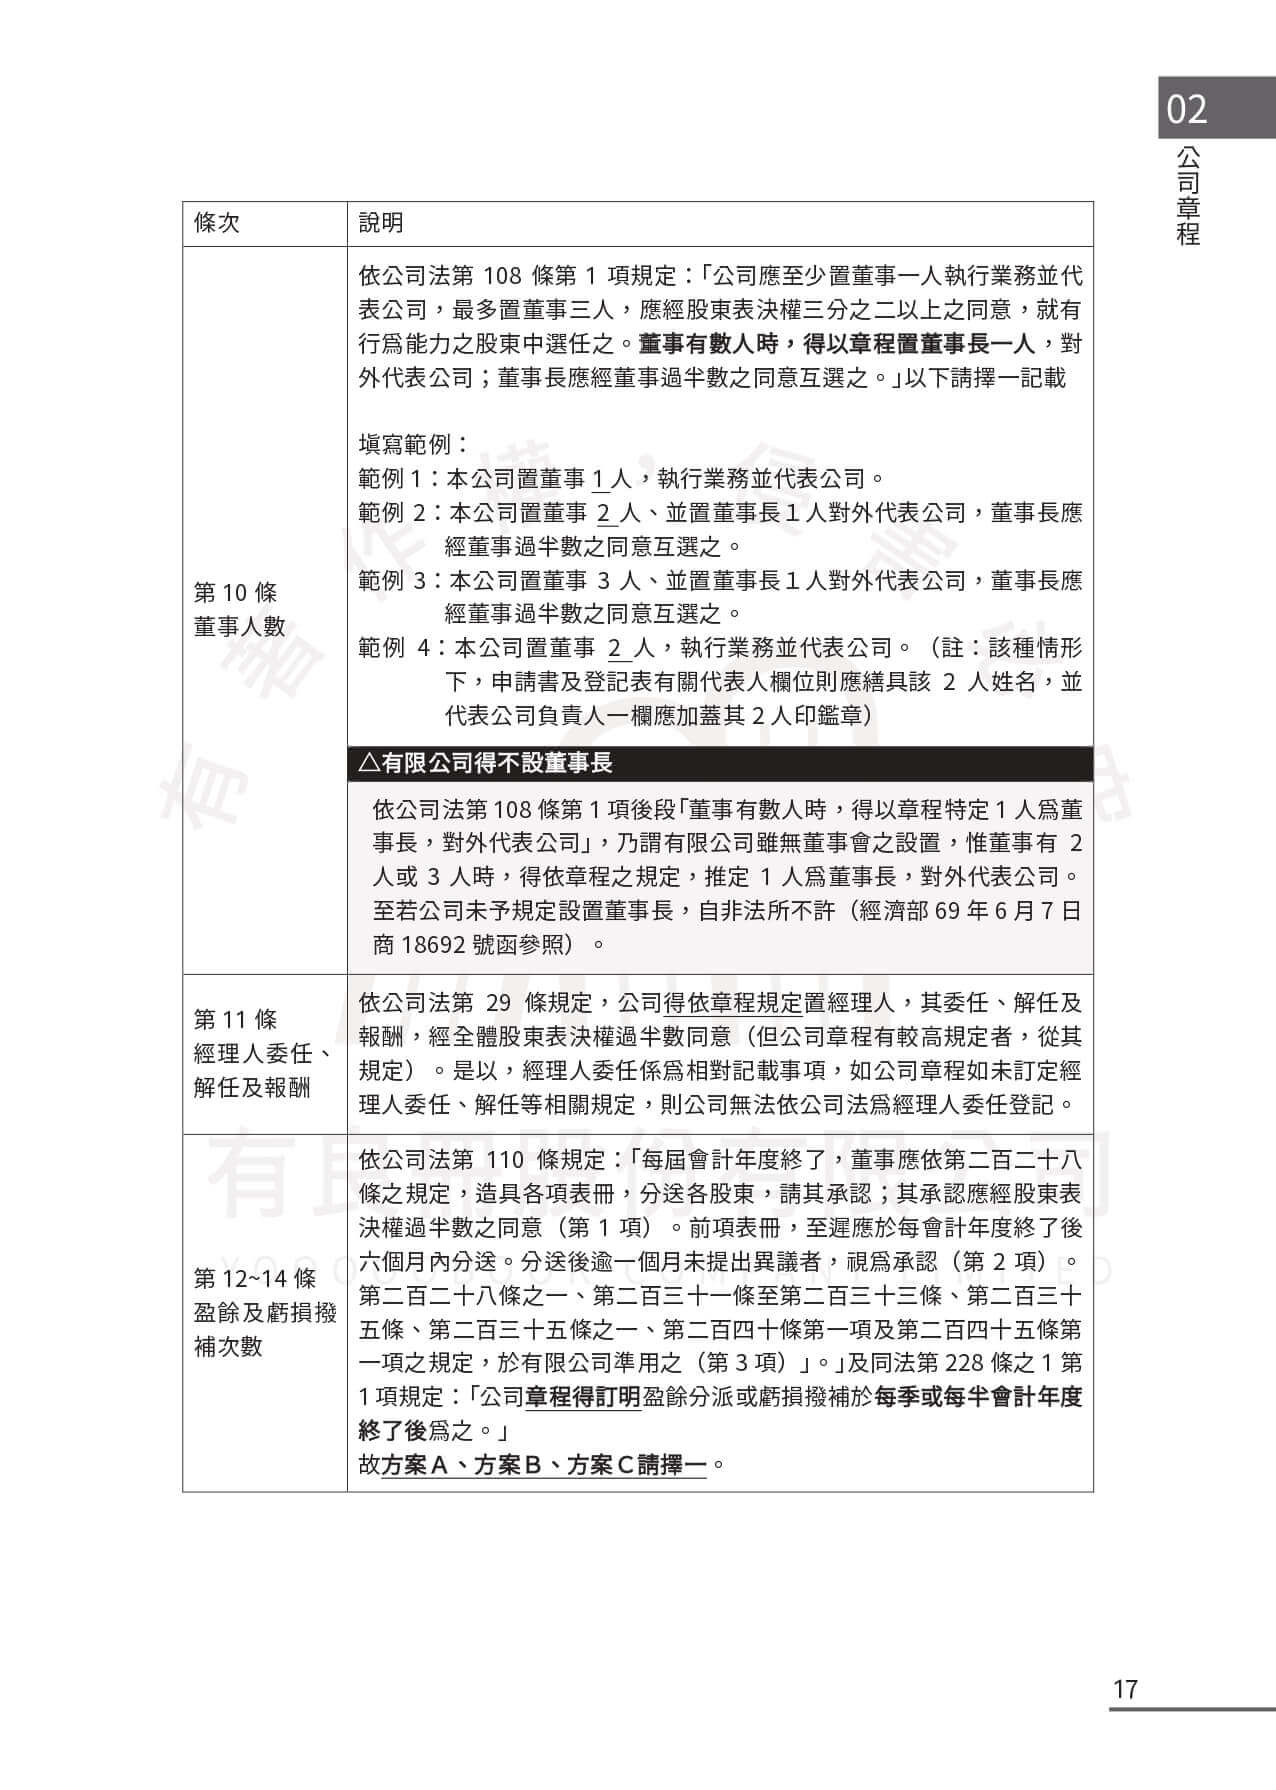 02
公司章程
條次
說明
第 10 條
董事人數
依公司法第 108 條第 1 項規定：「公司應至少置董事一人執行業務並代
表公司，最多置董事三人，應經股東表決權三分之二以上之同意，就有
行為能力之股東中選任之。董事有數人時，得以章程置董事長一人，對
外代表公司；董事長應經董事過半數之同意互選之。」以下請擇一記載
填寫範例：
範例 1：本公司置董事 1 人，執行業務並代表公司。
範例 2：本公司置董事 2 人、並置董事長１人對外代表公司，董事長應
經董事過半數之同意互選之。
範例 3：本公司置董事 3 人、並置董事長１人對外代表公司，董事長應
經董事過半數之同意互選之。
範例 4：本公司置董事 2 人，執行業務並代表公司。（註：該種情形
下，申請書及登記表有關代表人欄位則應繕具該 2 人姓名，並
代表公司負責人一欄應加蓋其 2 人印鑑章）
△有限公司得不設董事長
依公司法第 108 條第 1 項後段「董事有數人時，得以章程特定 1 人為董
事長，對外代表公司」，乃謂有限公司雖無董事會之設置，惟董事有 2
人或 3 人時，得依章程之規定，推定 1 人為董事長，對外代表公司。
至若公司未予規定設置董事長，自非法所不許（經濟部 69 年 6 月 7 日
商 18692 號函參照）。
第 11 條
經理人委任、
解任及報酬
依公司法第 29 條規定，公司得依章程規定置經理人，其委任、解任及
報酬，經全體股東表決權過半數同意（但公司章程有較高規定者，從其
規定）。是以，經理人委任係為相對記載事項，如公司章程如未訂定經
理人委任、解任等相關規定，則公司無法依公司法為經理人委任登記。
第 12~14 條
盈餘及虧損撥
補次數
依公司法第 110 條規定：「每屆會計年度終了，董事應依第二百二十八
條之規定，造具各項表冊，分送各股東，請其承認；其承認應經股東表
決權過半數之同意（第 1 項）。前項表冊，至遲應於每會計年度終了後
六個月內分送。分送後逾一個月未提出異議者，視為承認（第 2 項）。
第二百二十八條之一、第二百三十一條至第二百三十三條、第二百三十
五條、第二百三十五條之一、第二百四十條第一項及第二百四十五條第
一項之規定，於有限公司準用之（第 3 項）」。」及同法第 228 條之 1 第
1 項規定：「公司章程得訂明盈餘分派或虧損撥補於每季或每半會計年度
終了後為之。」
故方案Ａ、方案Ｂ、方案Ｃ請擇一。
有良冊股份有限公司
17